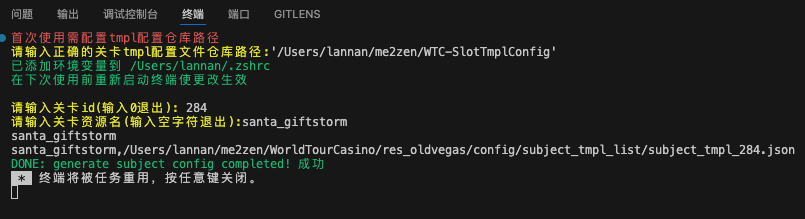 问题 输出 调试控制台 终端 端口 GITLENS
首次使用需配置tmpl配置仓库路径
请输入正确的关卡tmpl配置文件仓库路径:'/Users/lannan/me2zen/WTC-SlotTmplConfig'
已添加环境变量到 /Users/lannan/.zshrc
在下次使用前重新启动终端使更改生效
请输入关卡id(输入0退出): 284
请输入关卡资源名(输入空字符退出):santa_giftstorm
santa_giftstorm
santa_giftstorm,/Users/lannan/me2zen/WorldTourCasino/res_oldvegas/config/subject_tmpl_list/subject_tmpl_284.json
DONE: generate subject config completed! 成功
* 终端将被任务重用，按任意键关闭。